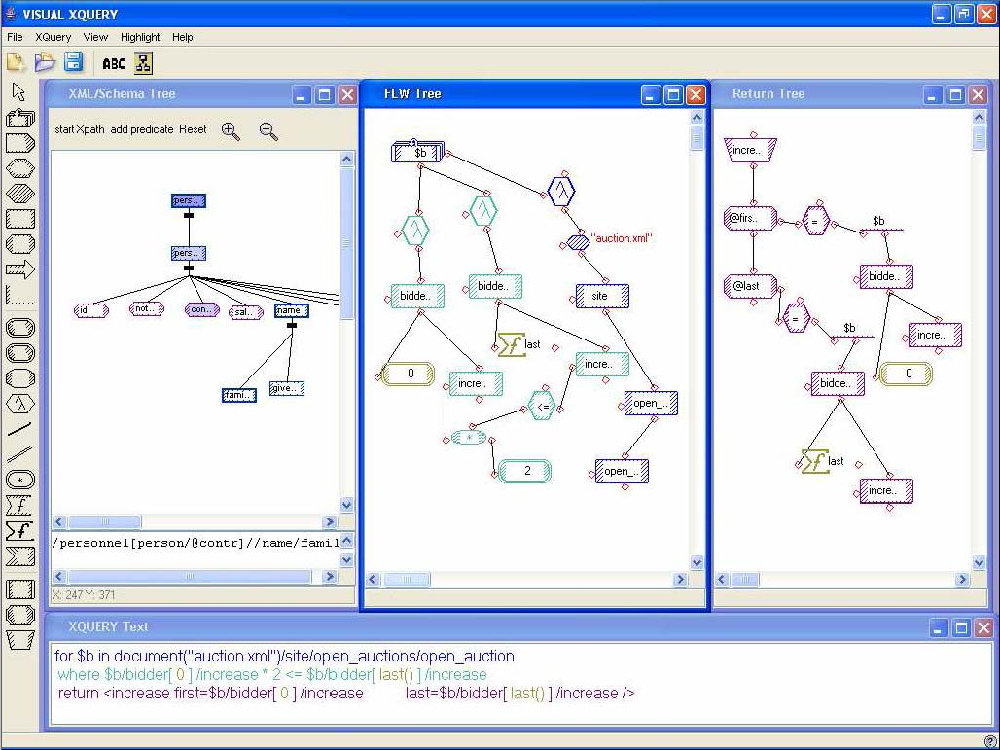 VISUAL XQUERY
File XQuery View Highlight Help
ABC
XML/Schema Tree
start Xpath add predicate Reset
pers..
pers..
id
not..
con..
sal..
name
fami..
give..
/personnel[person/@contr]//name/famil
X: 247 Y: 371
FLW Tree
$b
λ
λ
λ
"auction.xml"
bidde..
bidde..
site
last
0
incre..
incre..
<=
*
open_..
2
open_..
Return Tree
incre..
@firs..
=
$b
@last
bidde..
=
$b
incre..
bidde..
0
last
incre..
XQUERY Text
for $b in document("auction.xml")/site/open_auctions/open_auction
where $b/bidder[ 0 ] /increase * 2 <= $b/bidder[ last() ] /increase
return <increase first=$b/bidder[ 0 ] /increase last=$b/bidder[ last() ] /increase />